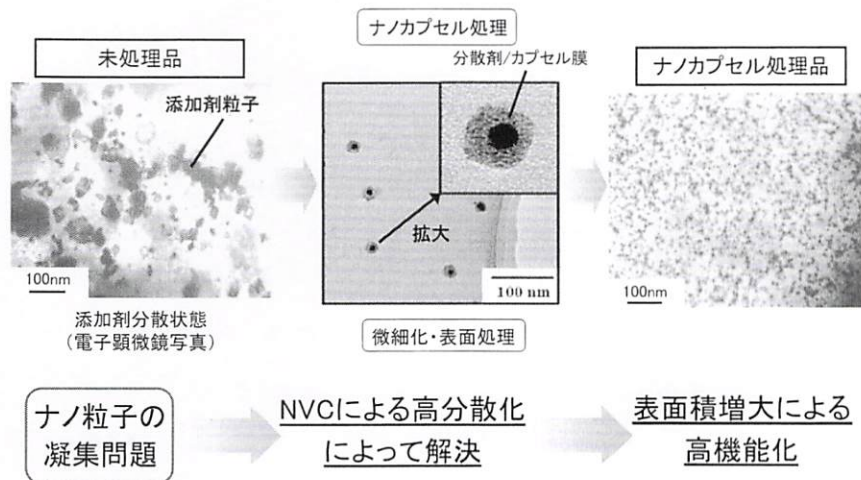 ナノカプセル処理
分散剤/カプセル膜
未処理品
ナノカプセル処理品
添加剤粒子
拡大
100nm
100 nm
100nm
添加剤分散状態
(電子顕微鏡写真)
微細化・表面処理
ナノ粒子の
凝集問題
NVCによる高分散化
によって解決
表面積増大による
高機能化